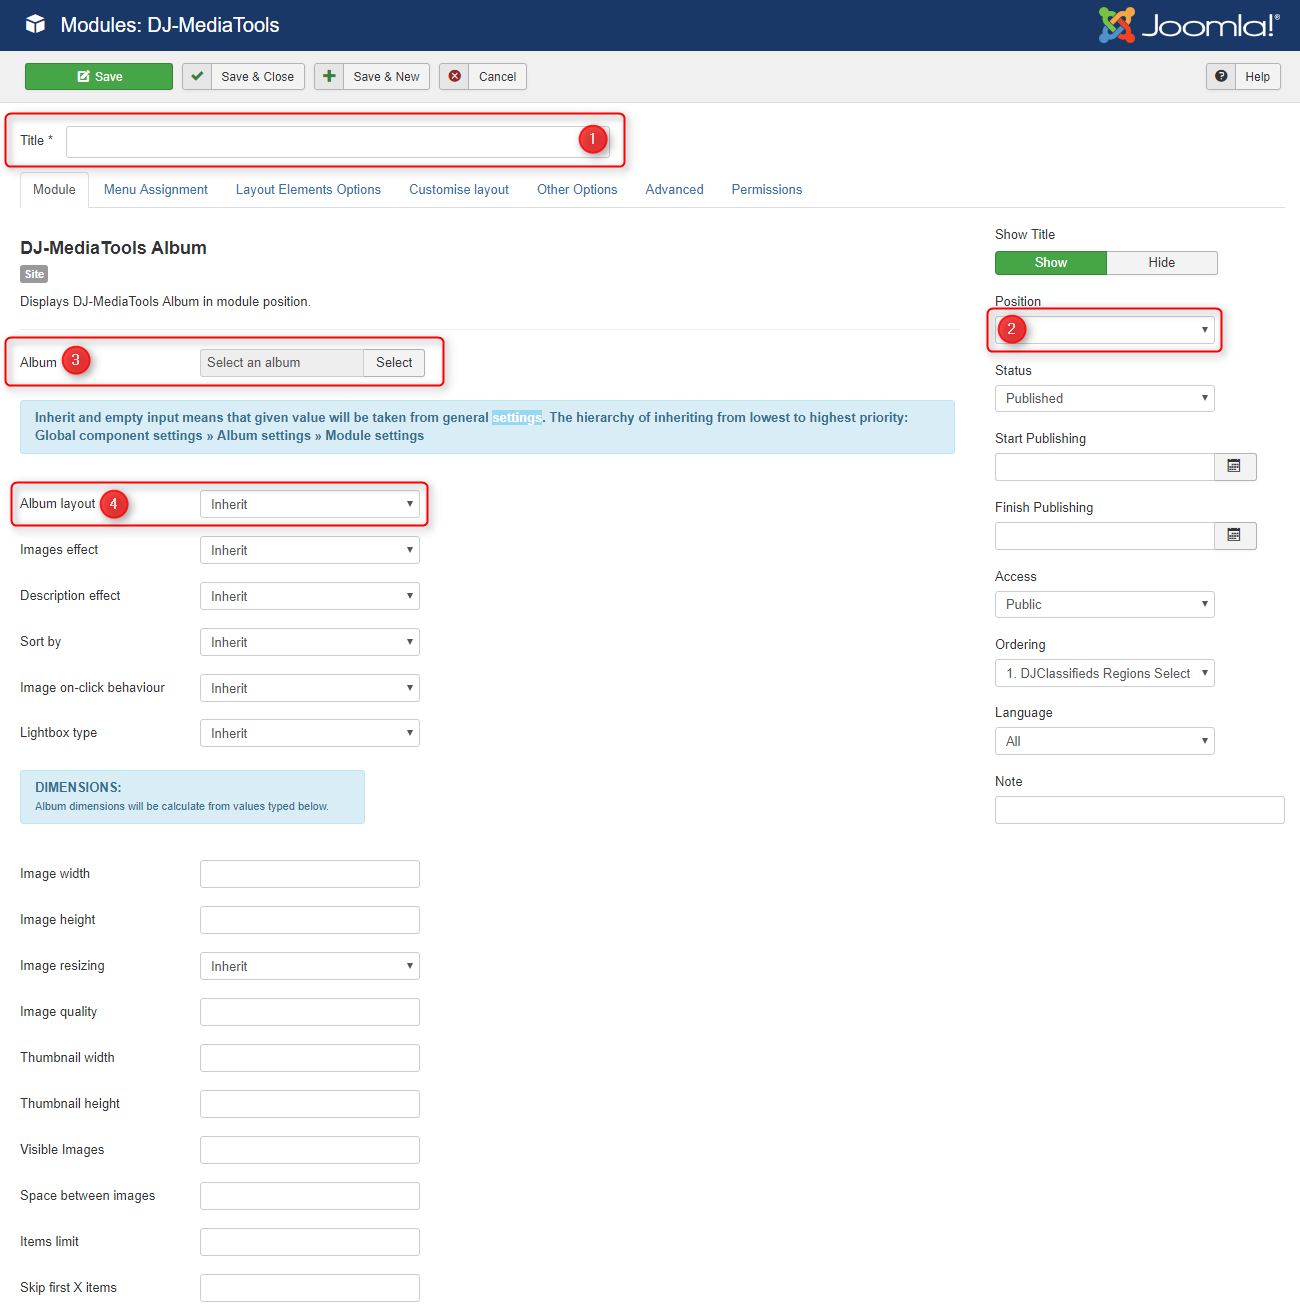 Modules: DJ-MediaTools
Joomla!®
Save
Save & Close
Save & New
Cancel
Help
Title *
1
Module
Menu Assignment
Layout Elements Options
Customise layout
Other Options
Advanced
Permissions
DJ-MediaTools Album
Site
Displays DJ-MediaTools Album in module position.
Album
3
Select an album
Select
Inherit and empty input means that given value will be taken from general settings. The hierarchy of inheriting from lowest to highest priority:
Global component settings » Album settings » Module settings
Album layout
4
Inherit
Images effect
Inherit
Description effect
Inherit
Sort by
Inherit
Image on-click behaviour
Inherit
Lightbox type
Inherit
DIMENSIONS:
Album dimensions will be calculate from values typed below.
Image width
Image height
Image resizing
Inherit
Image quality
Thumbnail width
Thumbnail height
Visible Images
Space between images
Items limit
Skip first X items
Show Title
Show
Hide
Position
2
Status
Published
Start Publishing
Finish Publishing
Access
Public
Ordering
1. DJClassifieds Regions Select
Language
All
Note